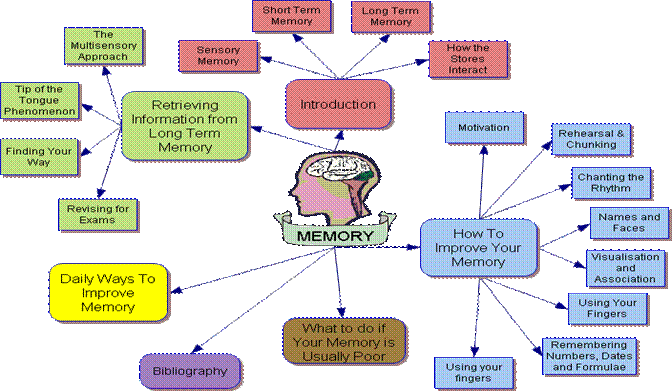 Short Term
Memory
Long Term
Memory
Sensory
Memory
How the
Stores
Interact
Introduction
The
Multisensory
Approach
Tip of the
Tongue
Phenomenon
Finding Your
Way
Revising for
Exams
Retrieving
Information from
Long Term
Memory
MEMORY
Motivation
Rehearsal &
Chunking
Chanting the
Rhythm
Names and
Faces
Visualisation
and
Association
Using Your
Fingers
Remembering
Numbers, Dates
and Formulae
Using your
fingers
How To
Improve Your
Memory
Daily Ways To
Improve
Memory
Bibliography
What to do if
Your Memory is
Usually Poor